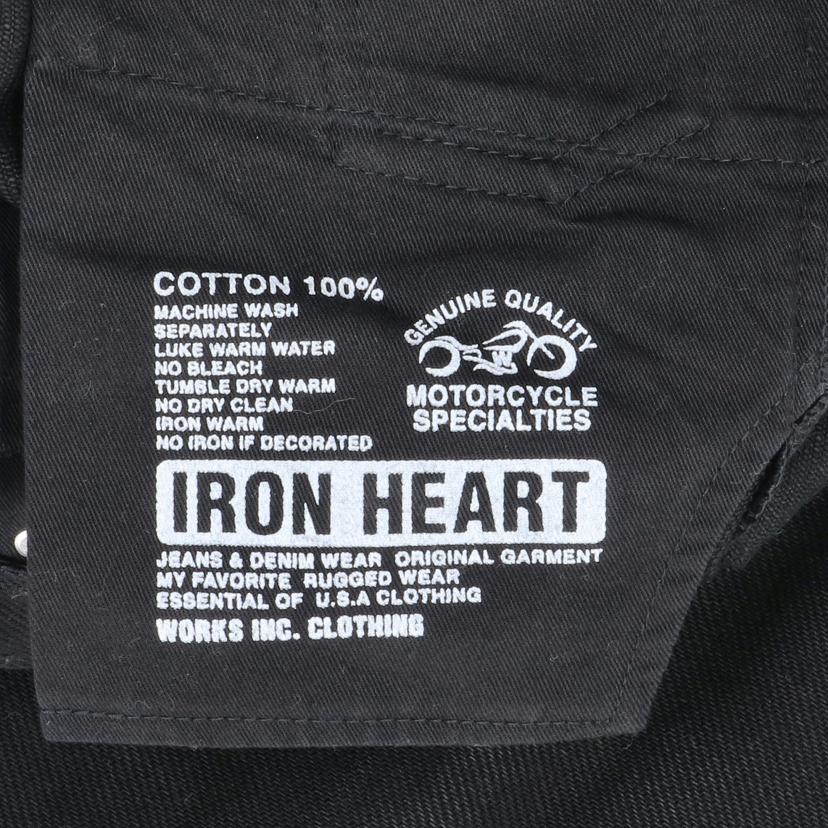 COTTON 100%
MACHINE WASH
SEPARATELY
LUKE WARM WATER
NO BLEACH
TUMBLE DRY WARM
NO DRY CLEAN
IRON WARM
NO IRON IF DECORATED
GENUINE QUALITY
W
MOTORCYCLE
SPECIALTIES
IRON HEART
JEANS & DENIM WEAR ORIGINAL GARMENT
MY FAVORITE RUGGED WEAR
ESSENTIAL OF U.S.A CLOTHING
WORKS INC. CLOTHING